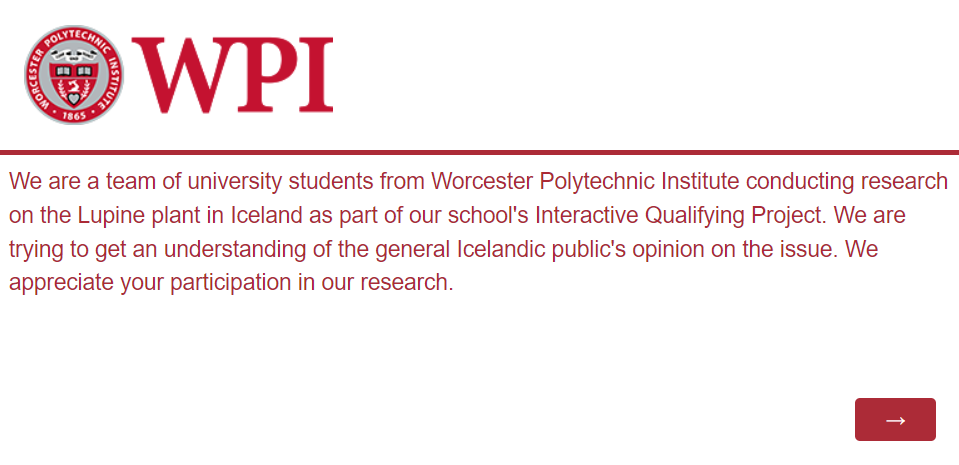 WORCESTER POLYTECHNIC INSTITUTE
1865
WPI
We are a team of university students from Worcester Polytechnic Institute conducting research
on the Lupine plant in Iceland as part of our school's Interactive Qualifying Project. We are
trying to get an understanding of the general Icelandic public's opinion on the issue. We
appreciate your participation in our research.
→